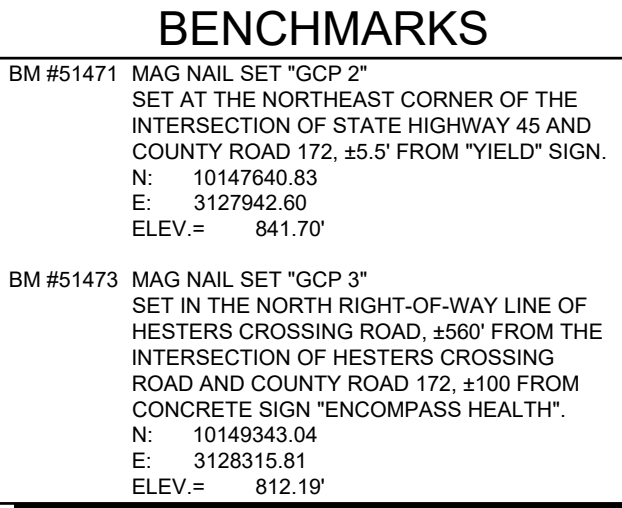 BENCHMARKS
BM #51471 MAG NAIL SET "GCP 2"
SET AT THE NORTHEAST CORNER OF THE
INTERSECTION OF STATE HIGHWAY 45 AND
COUNTY ROAD 172, ±5.5' FROM "YIELD" SIGN.
N: 10147640.83
E: 3127942.60
ELEV.= 841.70'
BM #51473 MAG NAIL SET "GCP 3"
SET IN THE NORTH RIGHT-OF-WAY LINE OF
HESTERS CROSSING ROAD, ±560' FROM THE
INTERSECTION OF HESTERS CROSSING
ROAD AND COUNTY ROAD 172, ±100 FROM
CONCRETE SIGN "ENCOMPASS HEALTH".
N: 10149343.04
E: 3128315.81
ELEV.= 812.19'